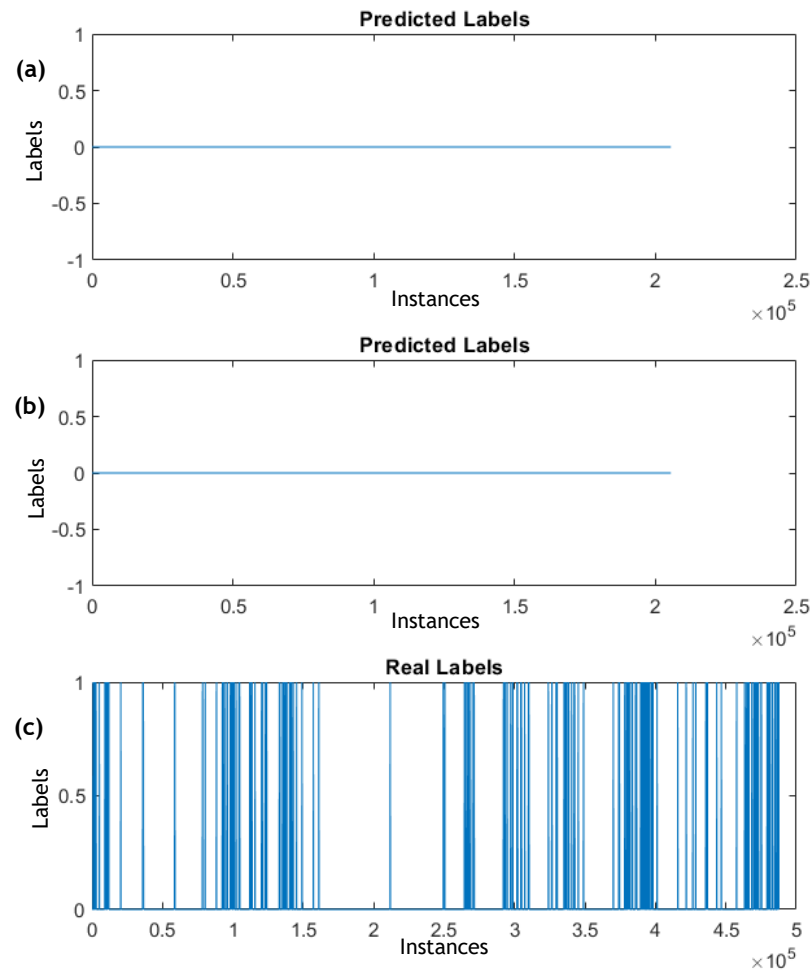 Predicted Labels
(a)
Labels
1
0.5
0
-0.5
-1
0 0.5 1 1.5 2 2.5
Instances
×10^5
Predicted Labels
(b)
Labels
1
0.5
0
-0.5
-1
0 0.5 1 1.5 2 2.5
Instances
×10^5
Real Labels
(c)
Labels
1
0.5
0
0 0.5 1 1.5 2 2.5 3 3.5 4 4.5 5
Instances
×10^5